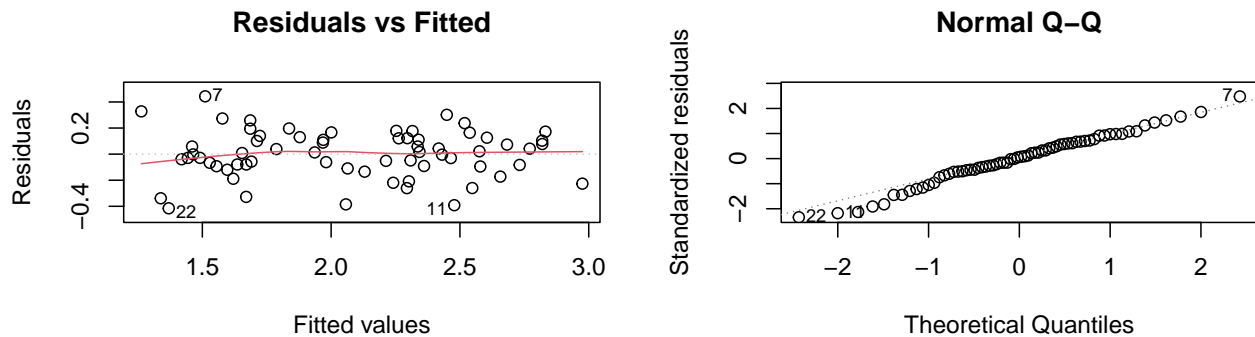 Residuals vs Fitted
Residuals
0.2
−0.4
7
22
11
1.5 2.0 2.5 3.0
Fitted values
Normal Q−Q
Standardized residuals
2
0
−2
7
22
11
−2 −1 0 1 2
Theoretical Quantiles